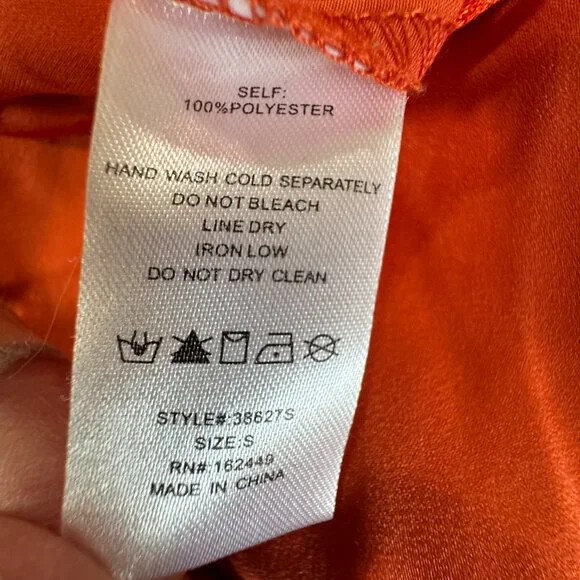 SELF:
100%POLYESTER
HAND WASH COLD SEPARATELY
DO NOT BLEACH
LINE DRY
IRON LOW
DO NOT DRY CLEAN
STYLE#:38627S
SIZE:S
RN#:162449
MADE IN CHINA